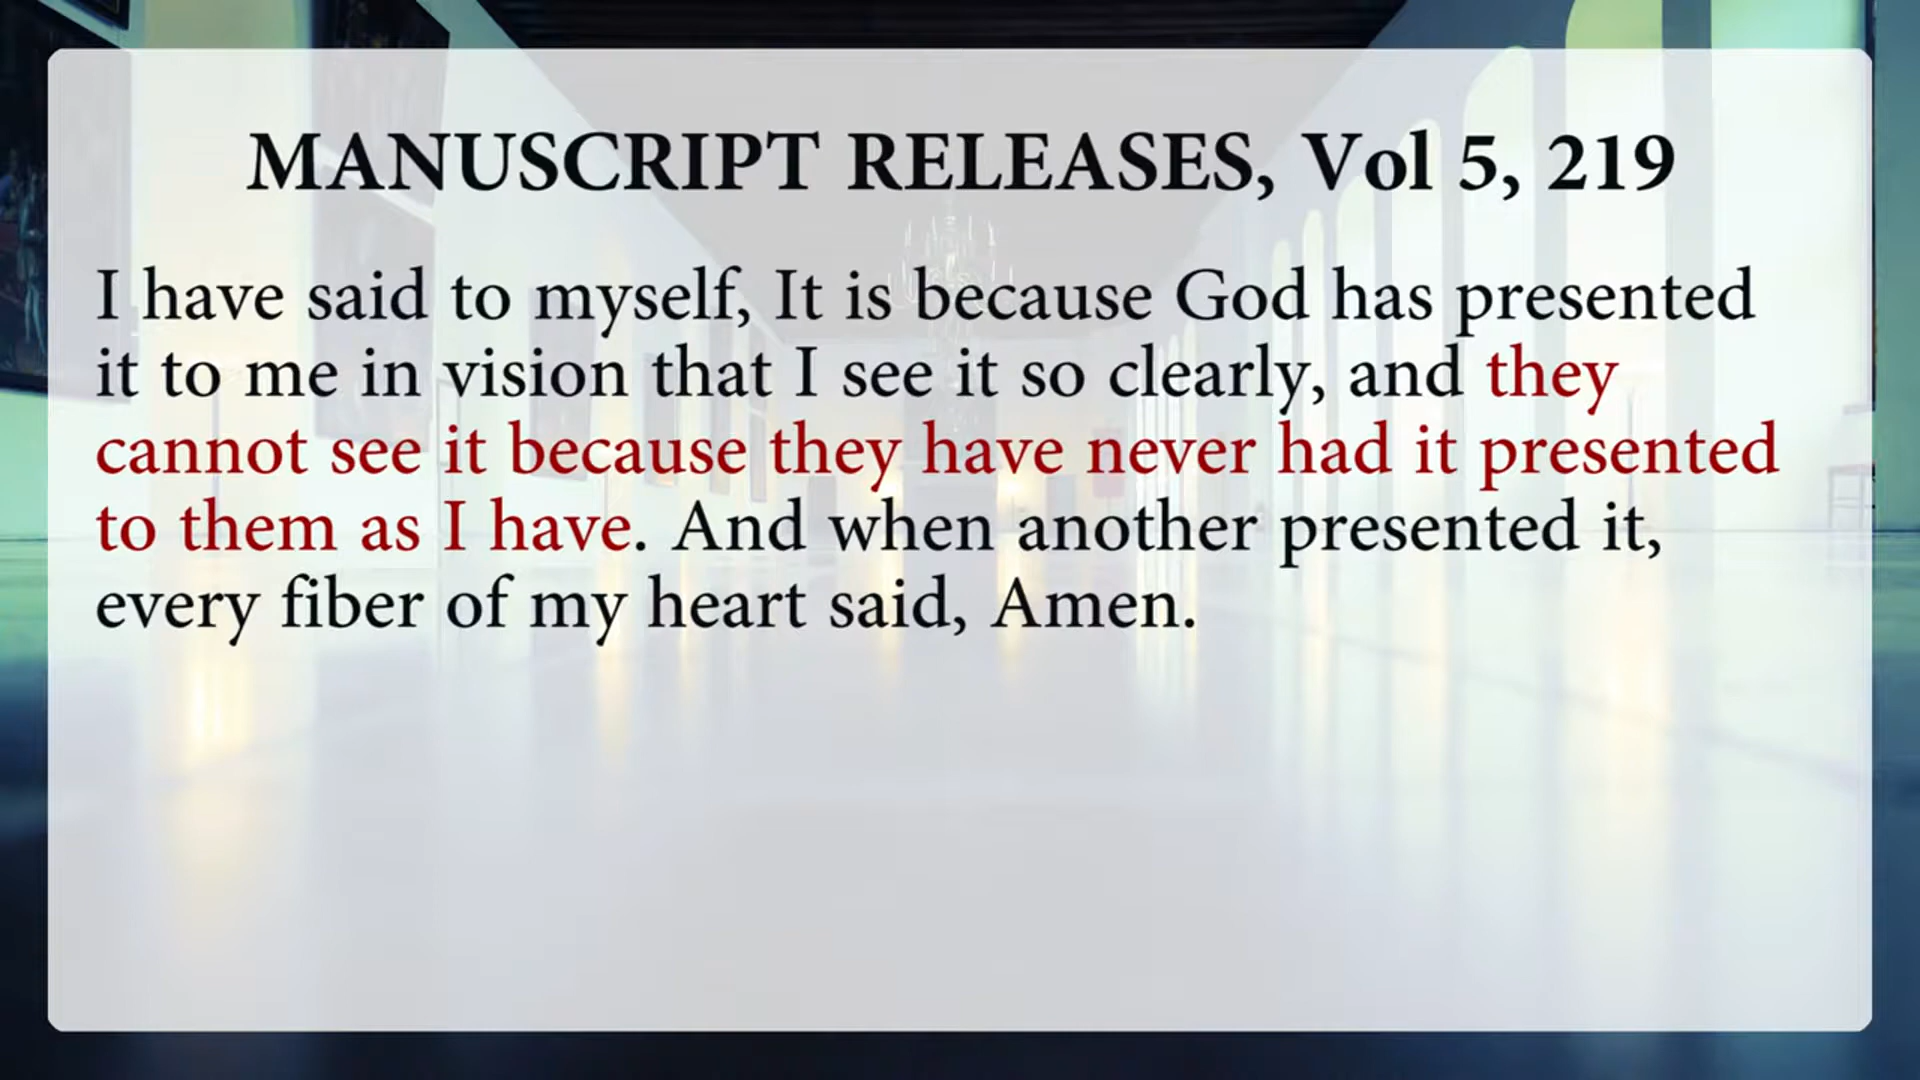 MANUSCRIPT RELEASES, Vol 5, 219
I have said to myself, It is because God has presented
it to me in vision that I see it so clearly, and they
cannot see it because they have never had it presented
to them as I have. And when another presented it,
every fiber of my heart said, Amen.